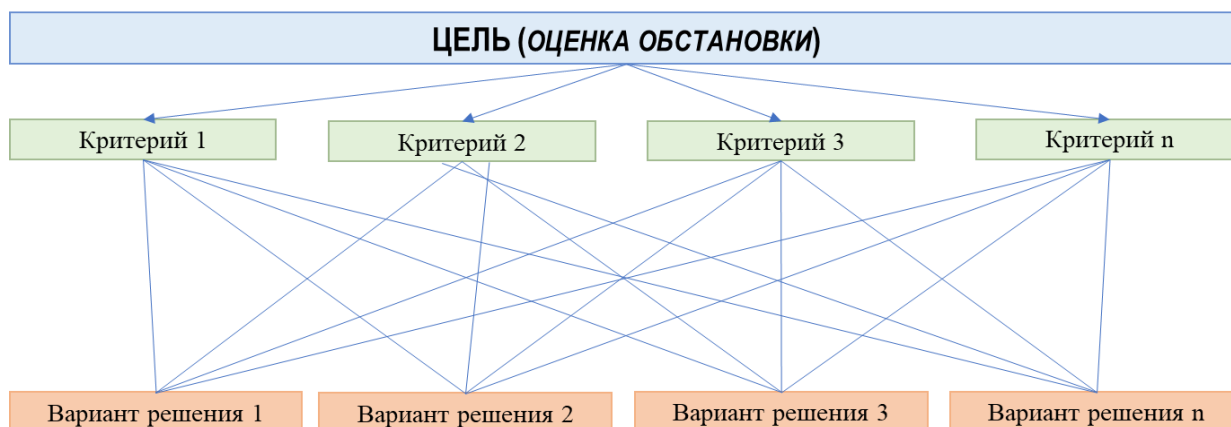 ЦЕЛЬ (ОЦЕНКА ОБСТАНОВКИ)
Критерий 1
Критерий 2
Критерий 3
Критерий n
Вариант решения 1
Вариант решения 2
Вариант решения 3
Вариант решения n